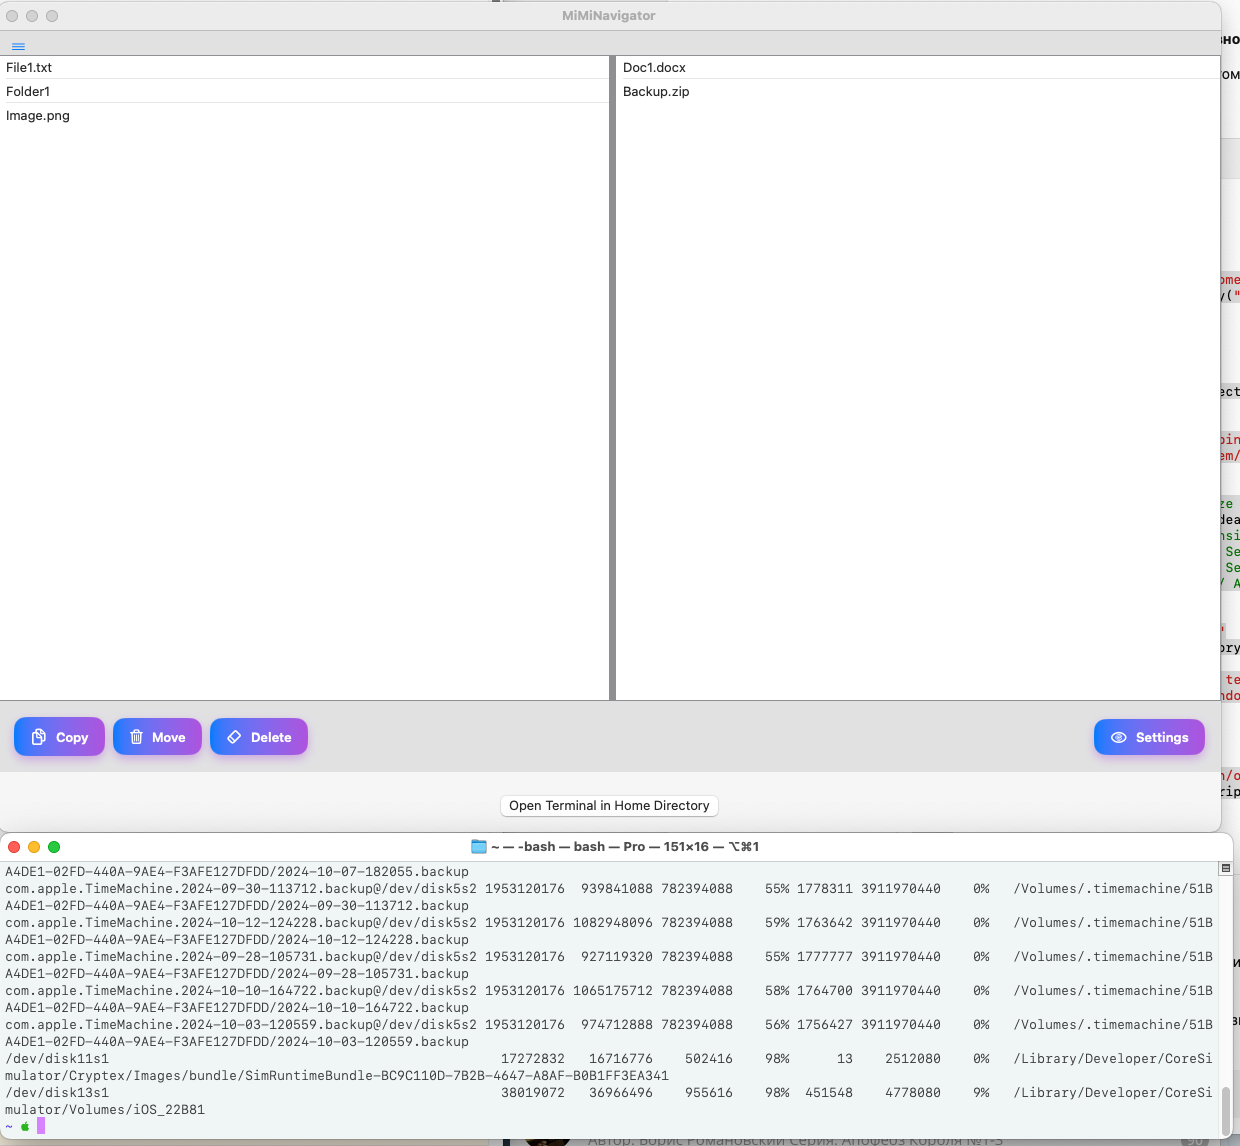 MiMiNavigator
File1.txt
Folder1
Image.png
Doc1.docx
Backup.zip
Copy
Move
Delete
Settings
Open Terminal in Home Directory
~ — -bash — bash — Pro — 151×16 — ⌥⌘1
A4DE1-02FD-440A-9AE4-F3AFE127DFDD/2024-10-07-182055.backup
com.apple.TimeMachine.2024-09-30-113712.backup@/dev/disk5s2 1953120176 939841088 782394088 55% 1778311 3911970440 0% /Volumes/.timemachine/51B
A4DE1-02FD-440A-9AE4-F3AFE127DFDD/2024-09-30-113712.backup
com.apple.TimeMachine.2024-10-12-124228.backup@/dev/disk5s2 1953120176 1082948096 782394088 59% 1763642 3911970440 0% /Volumes/.timemachine/51B
A4DE1-02FD-440A-9AE4-F3AFE127DFDD/2024-10-12-124228.backup
com.apple.TimeMachine.2024-09-28-105731.backup@/dev/disk5s2 1953120176 927119320 782394088 55% 1777777 3911970440 0% /Volumes/.timemachine/51B
A4DE1-02FD-440A-9AE4-F3AFE127DFDD/2024-09-28-105731.backup
com.apple.TimeMachine.2024-10-10-164722.backup@/dev/disk5s2 1953120176 1065175712 782394088 58% 1764700 3911970440 0% /Volumes/.timemachine/51B
A4DE1-02FD-440A-9AE4-F3AFE127DFDD/2024-10-10-164722.backup
com.apple.TimeMachine.2024-10-03-120559.backup@/dev/disk5s2 1953120176 974712888 782394088 56% 1756427 3911970440 0% /Volumes/.timemachine/51B
A4DE1-02FD-440A-9AE4-F3AFE127DFDD/2024-10-03-120559.backup
/dev/disk11s1 17272832 16716776 502416 98% 13 2512080 0% /Library/Developer/CoreSi
mulator/Cryptex/Images/bundle/SimRuntimeBundle-BC9C110D-7B2B-4647-A8AF-B0B1FF3EA341
/dev/disk13s1 38019072 36966496 955616 98% 451548 4778080 9% /Library/Developer/CoreSi
mulator/Volumes/iOS_22B81
~
Автор: Борис Романовский Серия: Апофеоз Короля №1-5